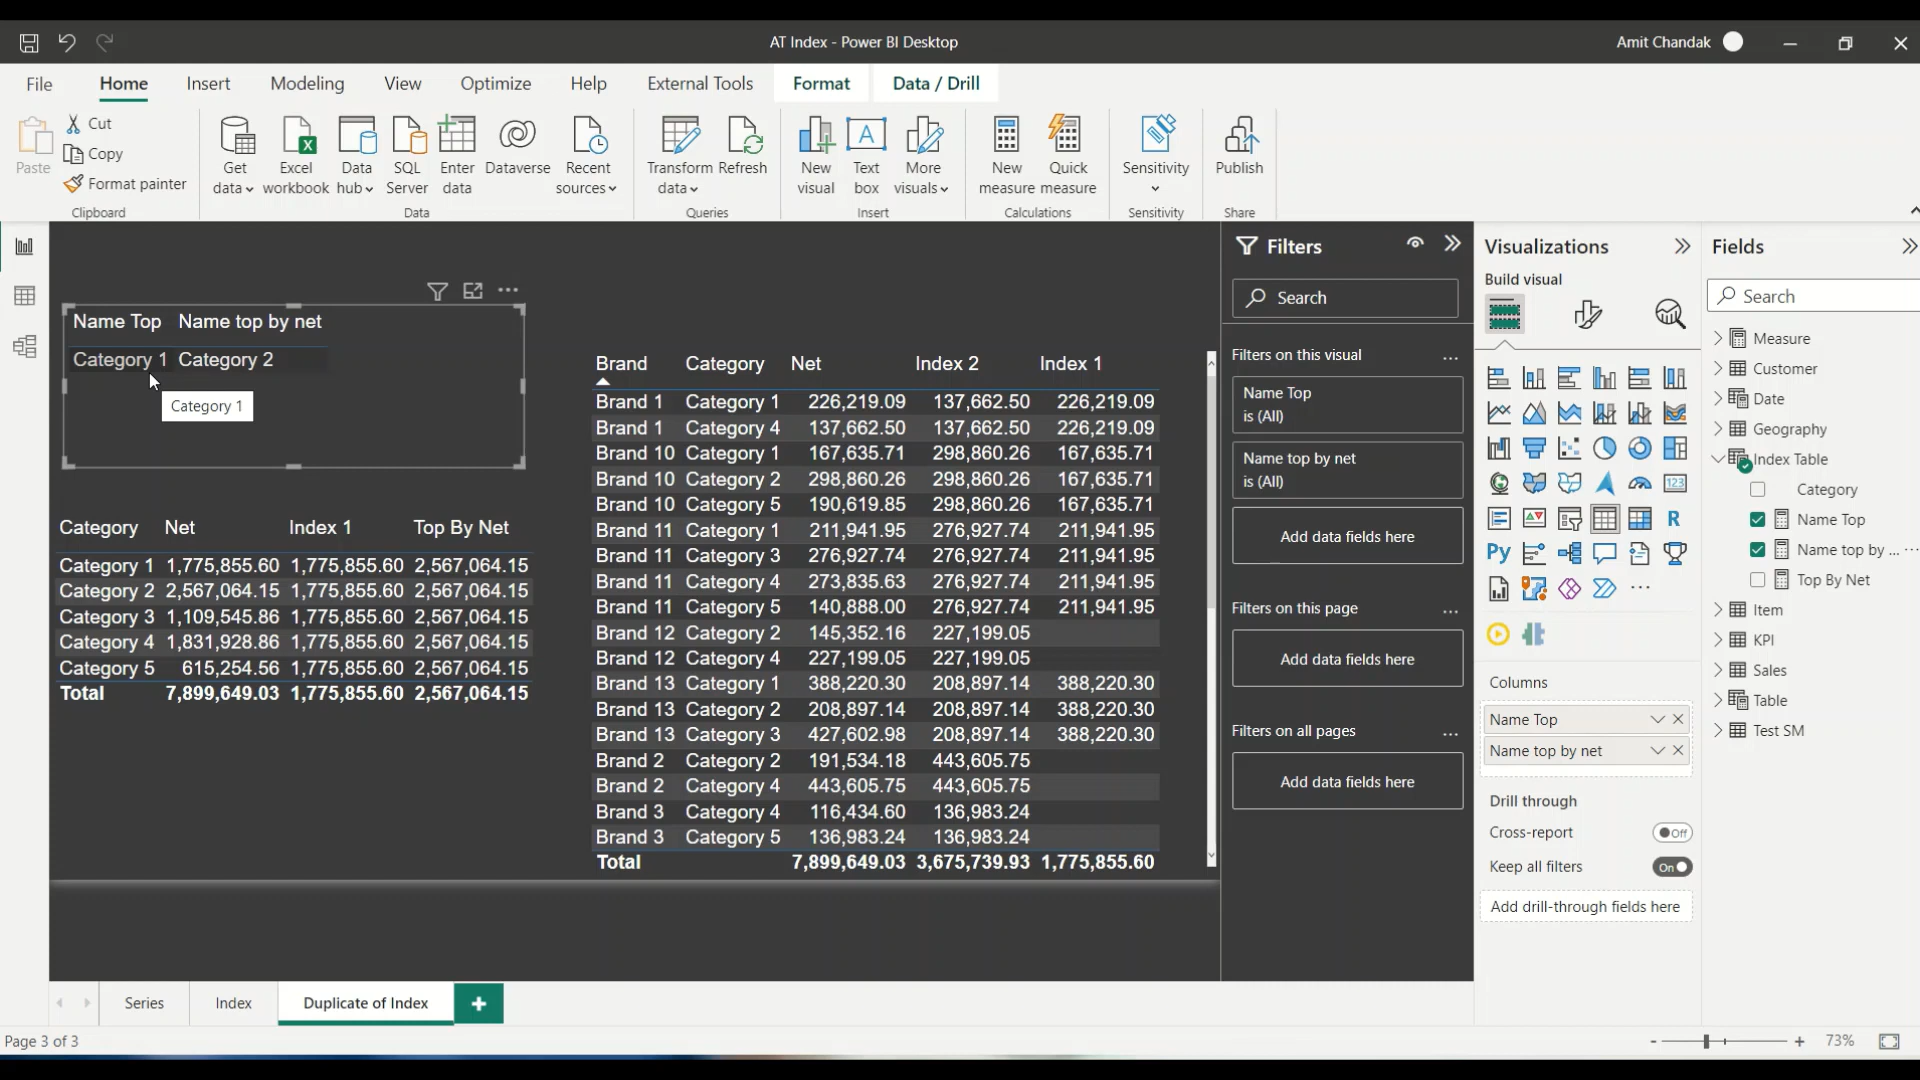 AT Index - Power BI Desktop
Amit Chandak
File Home Insert Modeling View Optimize Help External Tools Format Data / Drill
Paste
Cut
Copy
Format painter
Clipboard
Get data
Excel workbook
Data hub
SQL Server
Enter data
Dataverse
Recent sources
Data
Transform data
Refresh
Queries
New visual
Text box
More visuals
Insert
New measure
Quick measure
Calculations
Sensitivity
Sensitivity
Publish
Share
Name Top Name top by net
Category 1 Category 2
Category 1
Category Net Index 1 Top By Net
Category 1 1,775,855.60 1,775,855.60 2,567,064.15
Category 2 2,567,064.15 1,775,855.60 2,567,064.15
Category 3 1,109,545.86 1,775,855.60 2,567,064.15
Category 4 1,831,928.86 1,775,855.60 2,567,064.15
Category 5 615,254.56 1,775,855.60 2,567,064.15
Total 7,899,649.03 1,775,855.60 2,567,064.15
Brand Category Net Index 2 Index 1
Brand 1 Category 1 226,219.09 137,662.50 226,219.09
Brand 1 Category 4 137,662.50 137,662.50 226,219.09
Brand 10 Category 1 167,635.71 298,860.26 167,635.71
Brand 10 Category 2 298,860.26 298,860.26 167,635.71
Brand 10 Category 5 190,619.85 298,860.26 167,635.71
Brand 11 Category 1 211,941.95 276,927.74 211,941.95
Brand 11 Category 3 276,927.74 276,927.74 211,941.95
Brand 11 Category 4 273,835.63 276,927.74 211,941.95
Brand 11 Category 5 140,888.00 276,927.74 211,941.95
Brand 12 Category 2 145,352.16 227,199.05
Brand 12 Category 4 227,199.05 227,199.05
Brand 13 Category 1 388,220.30 208,897.14 388,220.30
Brand 13 Category 2 208,897.14 208,897.14 388,220.30
Brand 13 Category 3 427,602.98 208,897.14 388,220.30
Brand 2 Category 2 191,534.18 443,605.75
Brand 2 Category 4 443,605.75 443,605.75
Brand 3 Category 4 116,434.60 136,983.24
Brand 3 Category 5 136,983.24 136,983.24
Total 7,899,649.03 3,675,739.93 1,775,855.60
Filters
Search
Filters on this visual ...
Name Top
is (All)
Name top by net
is (All)
Add data fields here
Filters on this page ...
Add data fields here
Filters on all pages ...
Add data fields here
Visualizations
Build visual
123
R
Py
...
Columns
Name Top
Name top by net
Drill through
Cross-report Off
Keep all filters On
Add drill-through fields here
Fields
Search
Measure
Customer
Date
Geography
Index Table
Category
Name Top
Name top by ... ...
Top By Net
Item
KPI
Sales
Table
Test SM
Series Index Duplicate of Index +
Page 3 of 3
- + 73%